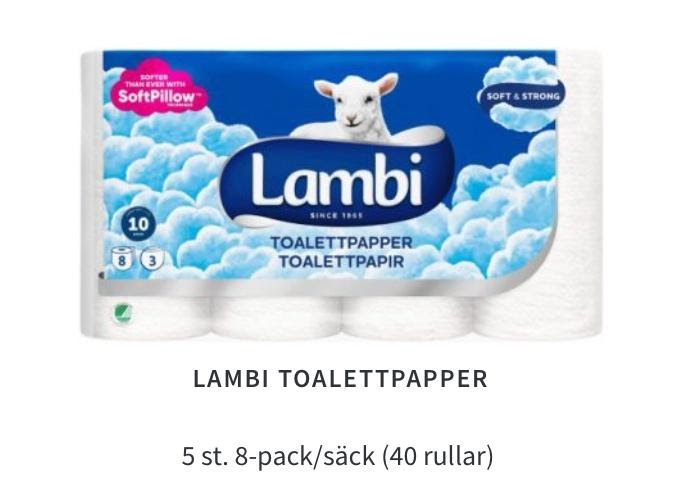 SOFTER
THAN EVER WITH
SoftPillow™
SOFT & STRONG
Lambi
SINCE 1965
10
TOALETTPAPPER
8 3
TOALETTPAPIR
LAMBI TOALETTPAPPER
5 st. 8-pack/säck (40 rullar)